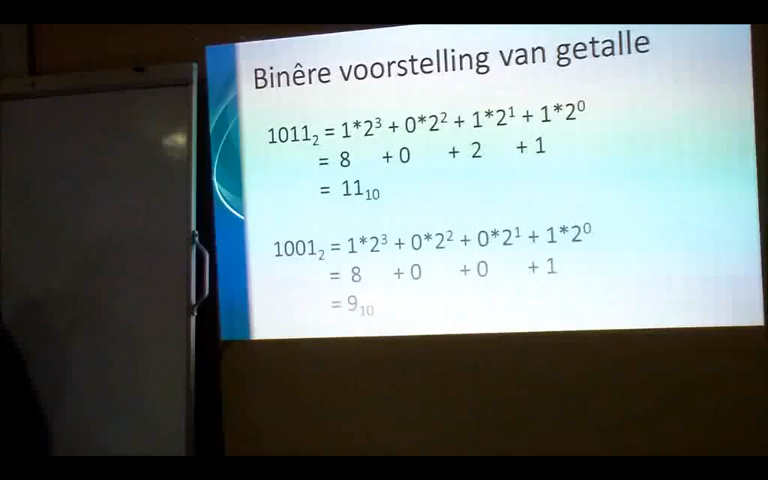 Binêre voorstelling van getalle
1011₂ = 1*2³ + 0*2² + 1*2¹ + 1*2⁰
= 8 + 0 + 2 + 1
= 11₁₀
1001₂ = 1*2³ + 0*2² + 0*2¹ + 1*2⁰
= 8 + 0 + 0 + 1
= 9₁₀